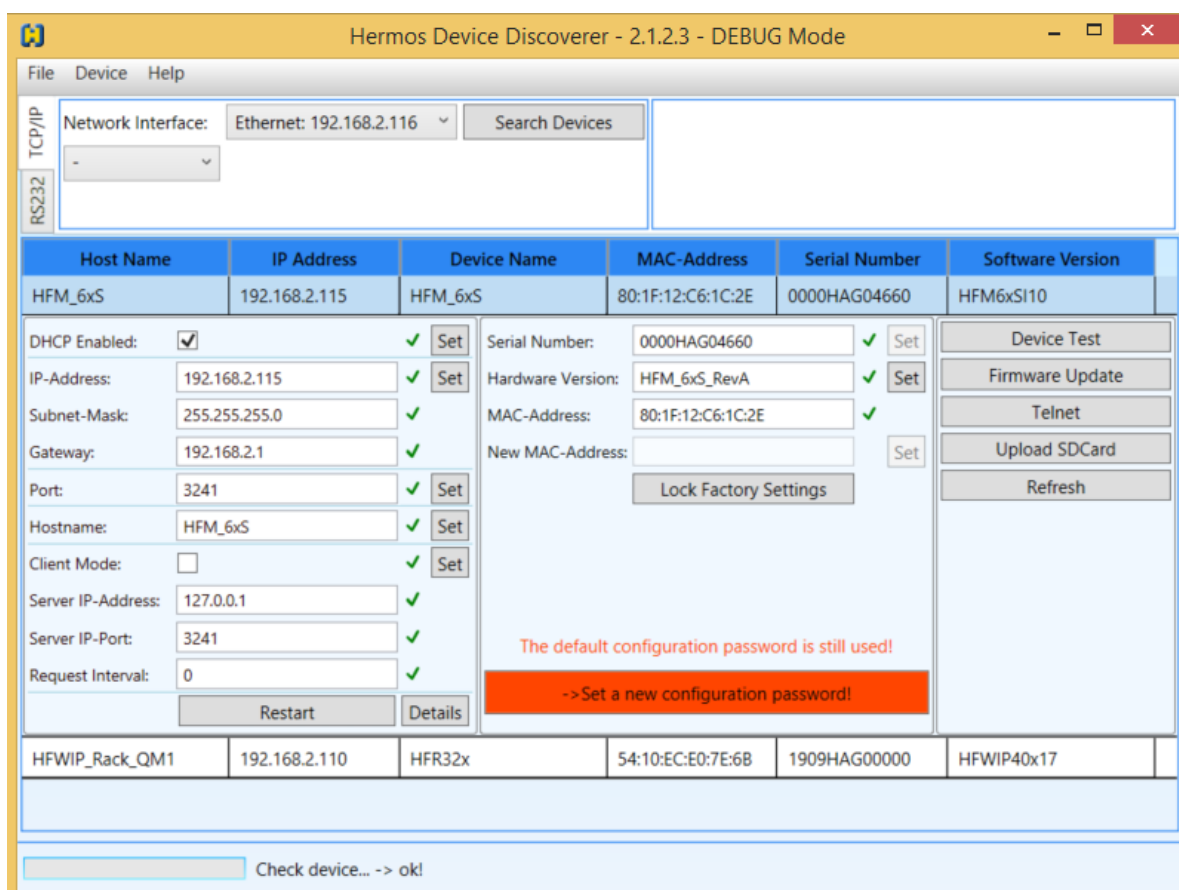 Hermos Device Discoverer - 2.1.2.3 - DEBUG Mode
File Device Help
TCP/IP
RS232
Network Interface: Ethernet: 192.168.2.116 Search Devices
-
Host Name IP Address Device Name MAC-Address Serial Number Software Version
HFM_6xS 192.168.2.115 HFM_6xS 80:1F:12:C6:1C:2E 0000HAG04660 HFM6xSI10
DHCP Enabled: Set Serial Number: 0000HAG04660 Set Device Test
IP-Address: 192.168.2.115 Set Hardware Version: HFM_6xS_RevA Set Firmware Update
Subnet-Mask: 255.255.255.0 MAC-Address: 80:1F:12:C6:1C:2E Telnet
Gateway: 192.168.2.1 New MAC-Address: Set Upload SDCard
Port: 3241 Set Lock Factory Settings Refresh
Hostname: HFM_6xS Set
Client Mode: Set
Server IP-Address: 127.0.0.1
Server IP-Port: 3241 The default configuration password is still used!
Request Interval: 0 ->Set a new configuration password!
Restart Details
HFWIP_Rack_QM1 192.168.2.110 HFR32x 54:10:EC:E0:7E:6B 1909HAG00000 HFWIP40x17
Check device... -> ok!